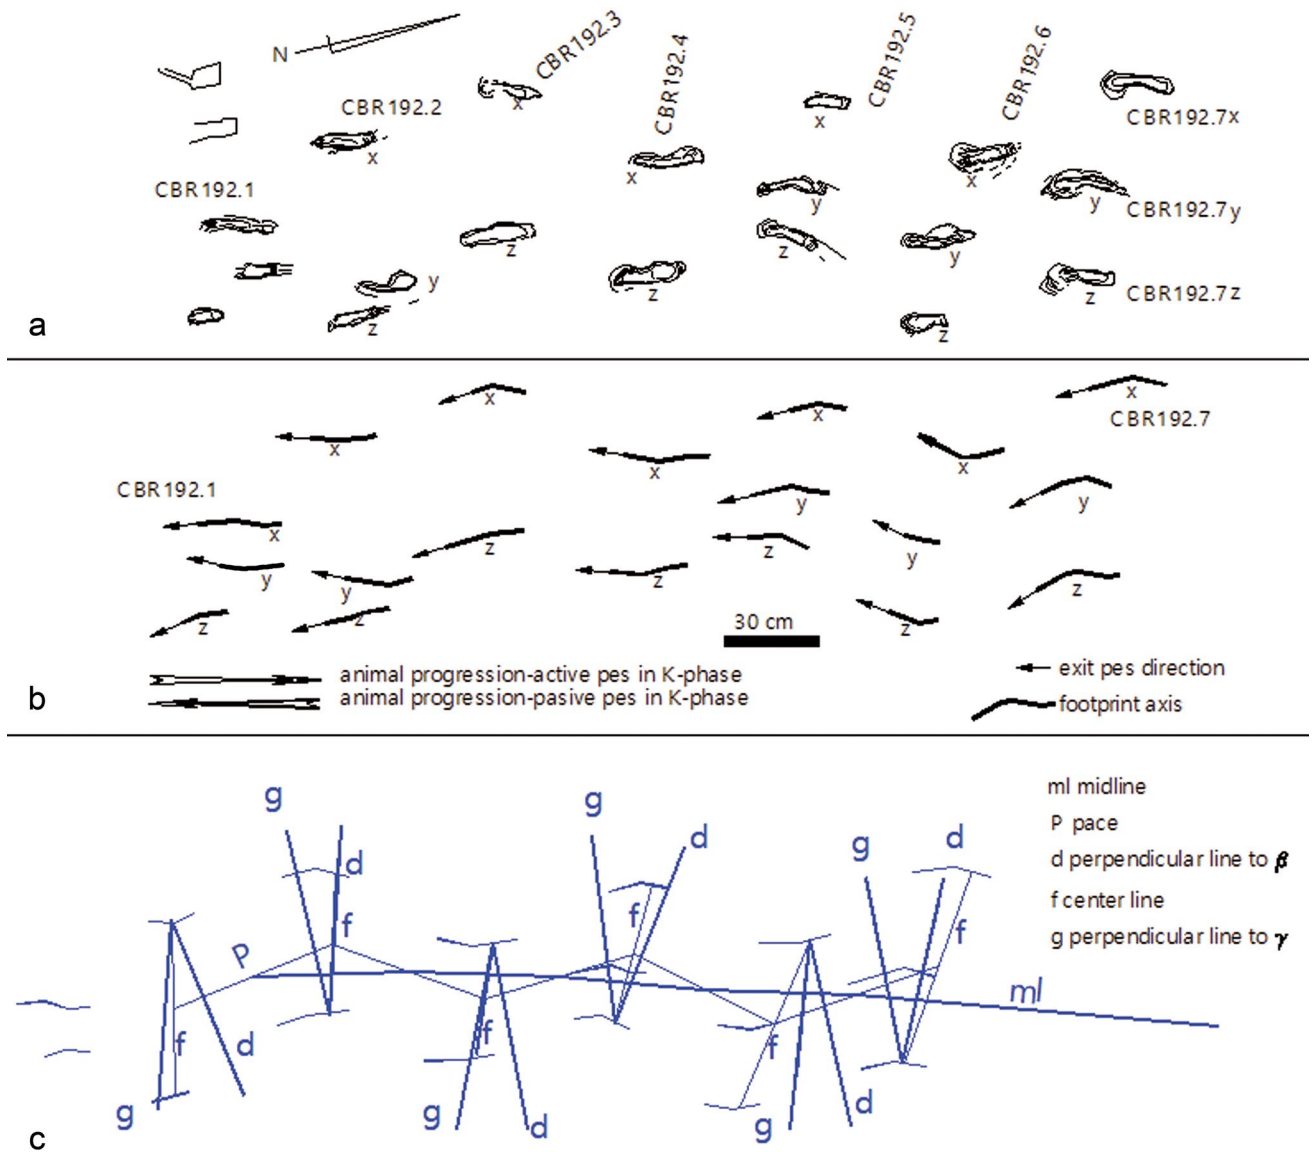 N
CBR192.3
CBR192.4
CBR192.5
CBR192.6
CBR192.2
x
x
x
x
x
CBR192.7x
CBR192.1
y
y
CBR192.7y
z
z
y
y
z
z
CBR192.7z
z
z
a
x
x
x
CBR192.7
x
x
x
CBR192.1
y
y
x
z
z
y
y
y
z
z
z
z
z
30 cm
animal progression-active pes in K-phase
exit pes direction
animal progression-pasive pes in K-phase
footprint axis
b
g
g
d
d
g
d
f
f
f
P
ml
f
d
f
f
g
g
d
g
d
ml midline
P pace
d perpendicular line to β
f center line
g perpendicular line to γ
c